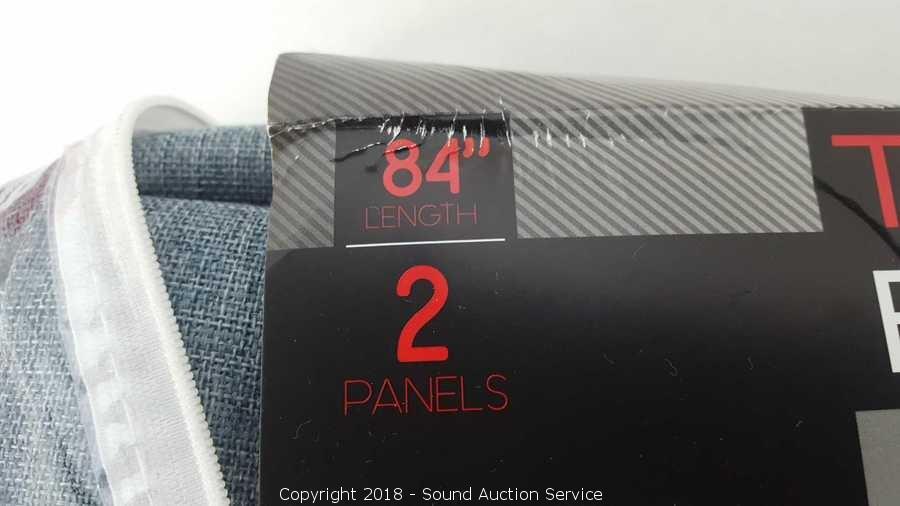 84"
LENGTH
2
PANELS
Copyright 2018 - Sound Auction Service